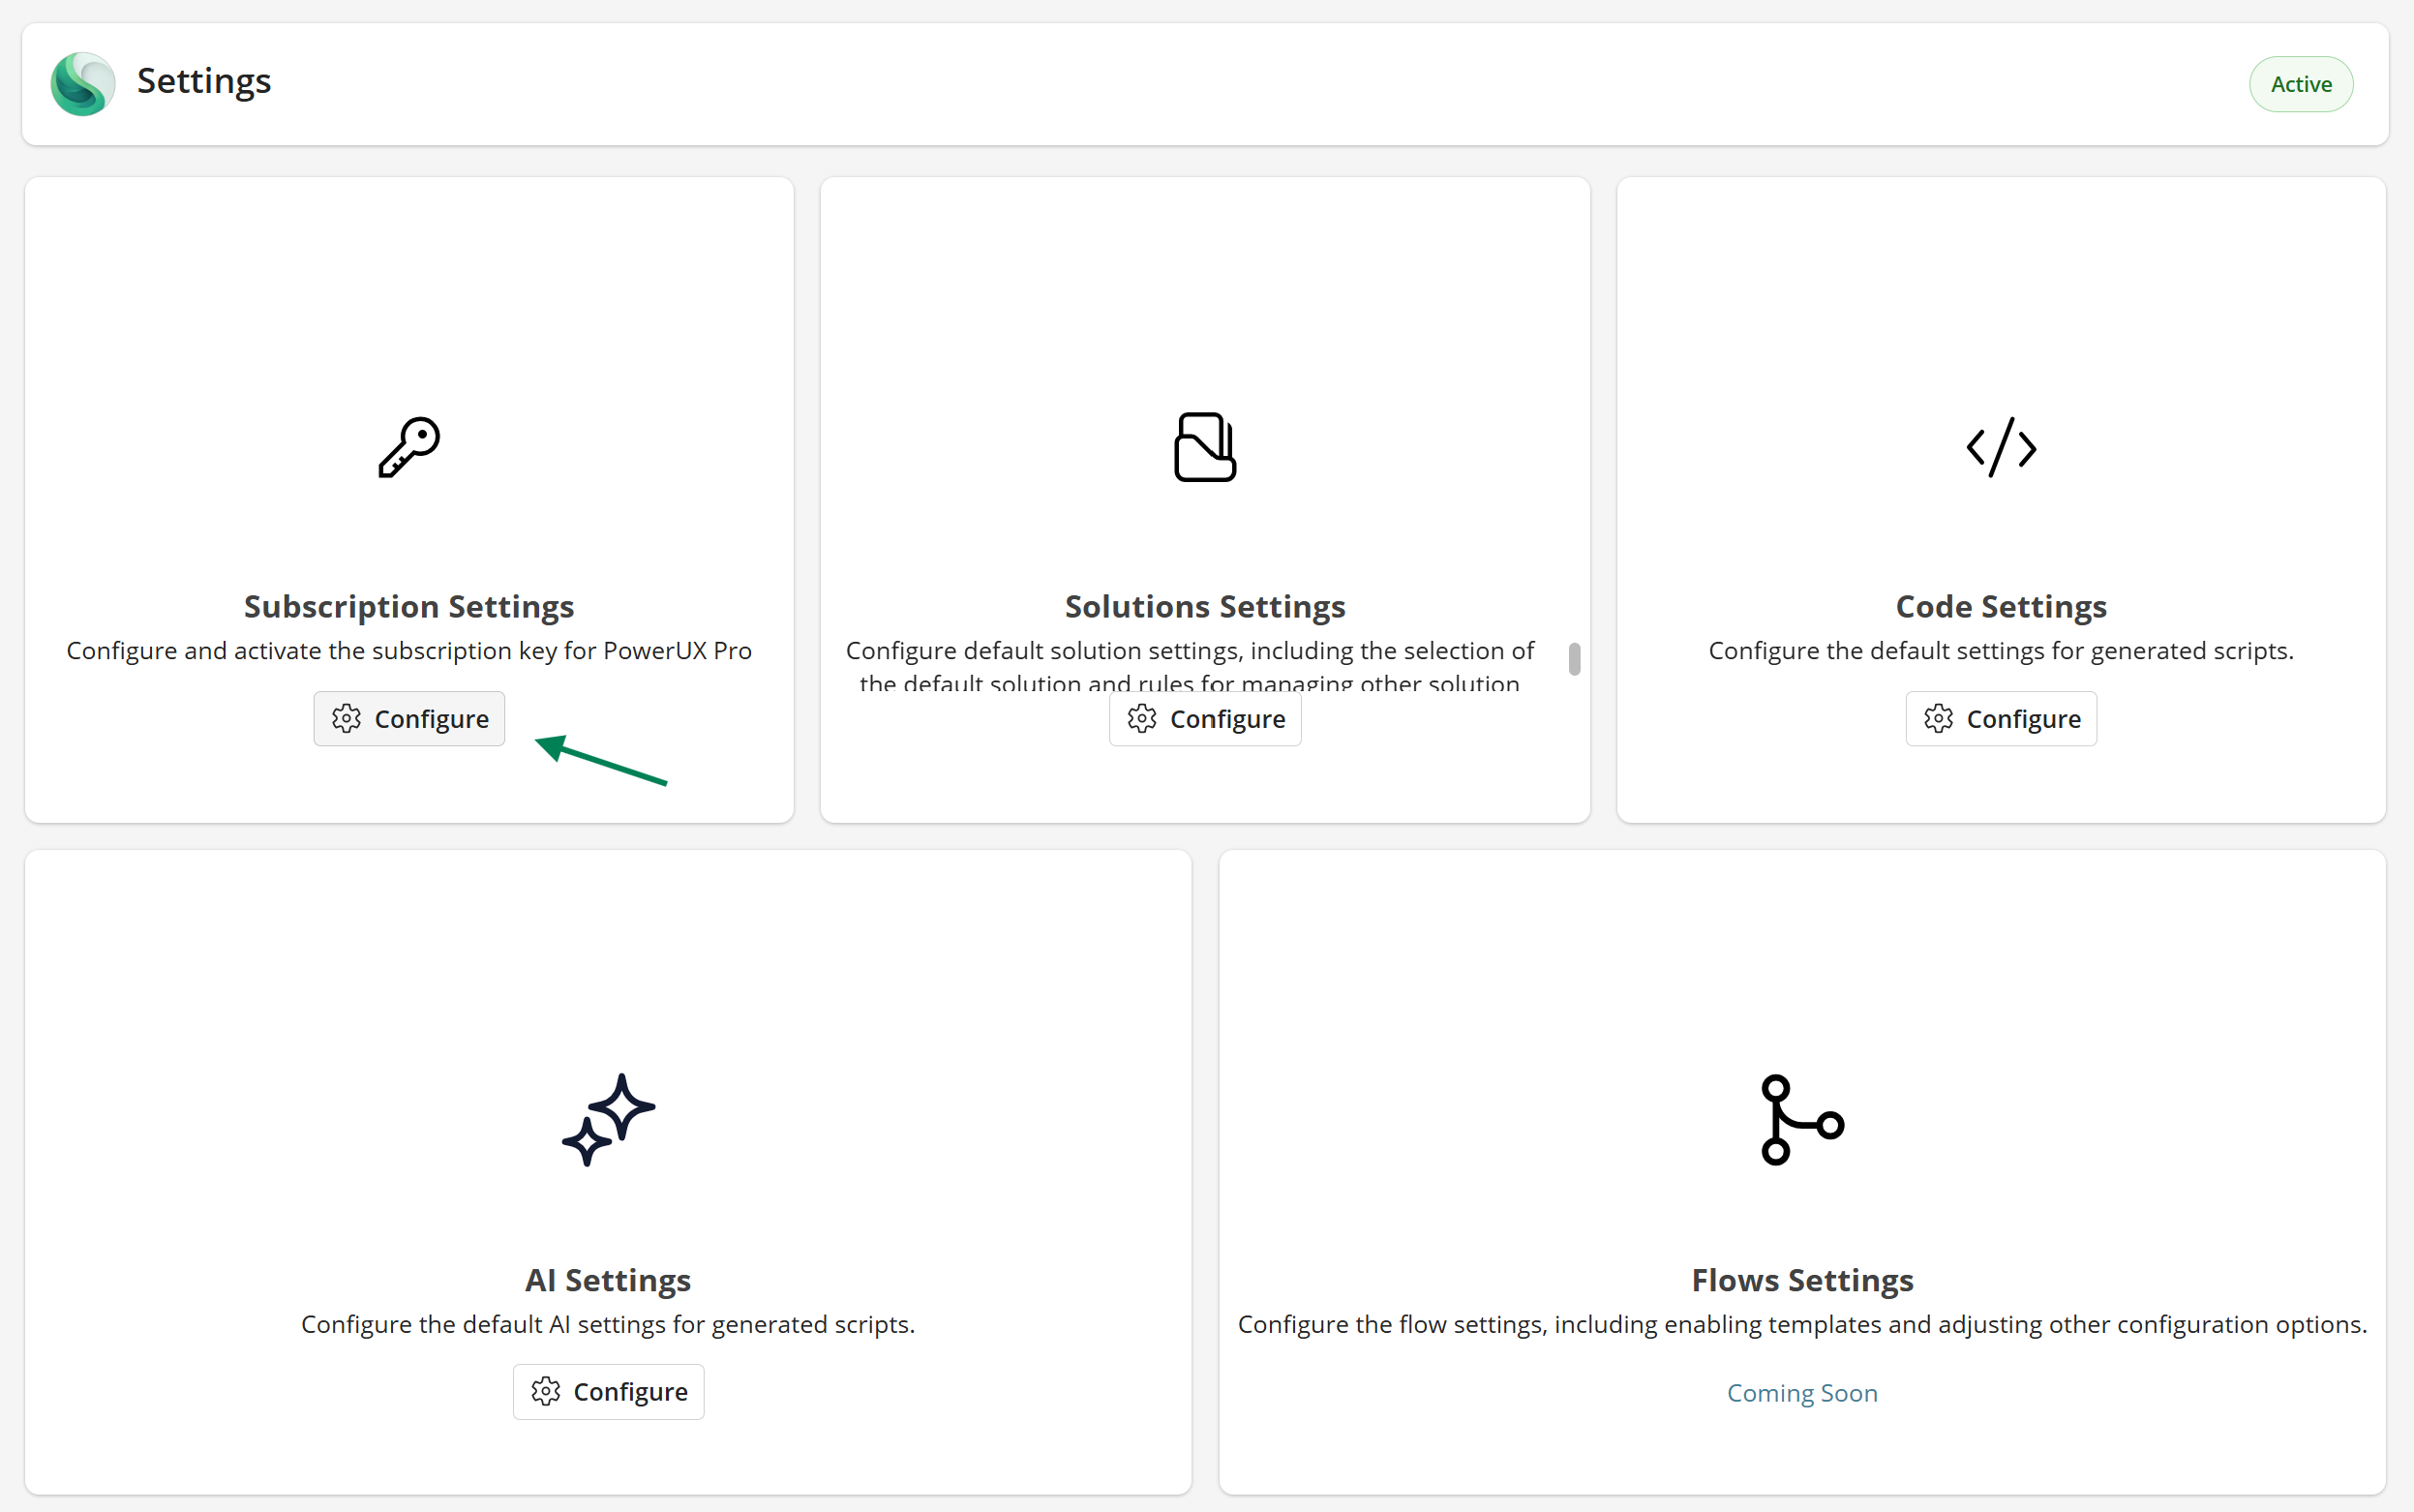 Settings
Active
Subscription Settings
Configure and activate the subscription key for PowerUX Pro
Configure
Solutions Settings
Configure default solution settings, including the selection of
the default solution and rules for managing other solution
Configure
Code Settings
Configure the default settings for generated scripts.
Configure
AI Settings
Configure the default AI settings for generated scripts.
Configure
Flows Settings
Configure the flow settings, including enabling templates and adjusting other configuration options.
Coming Soon